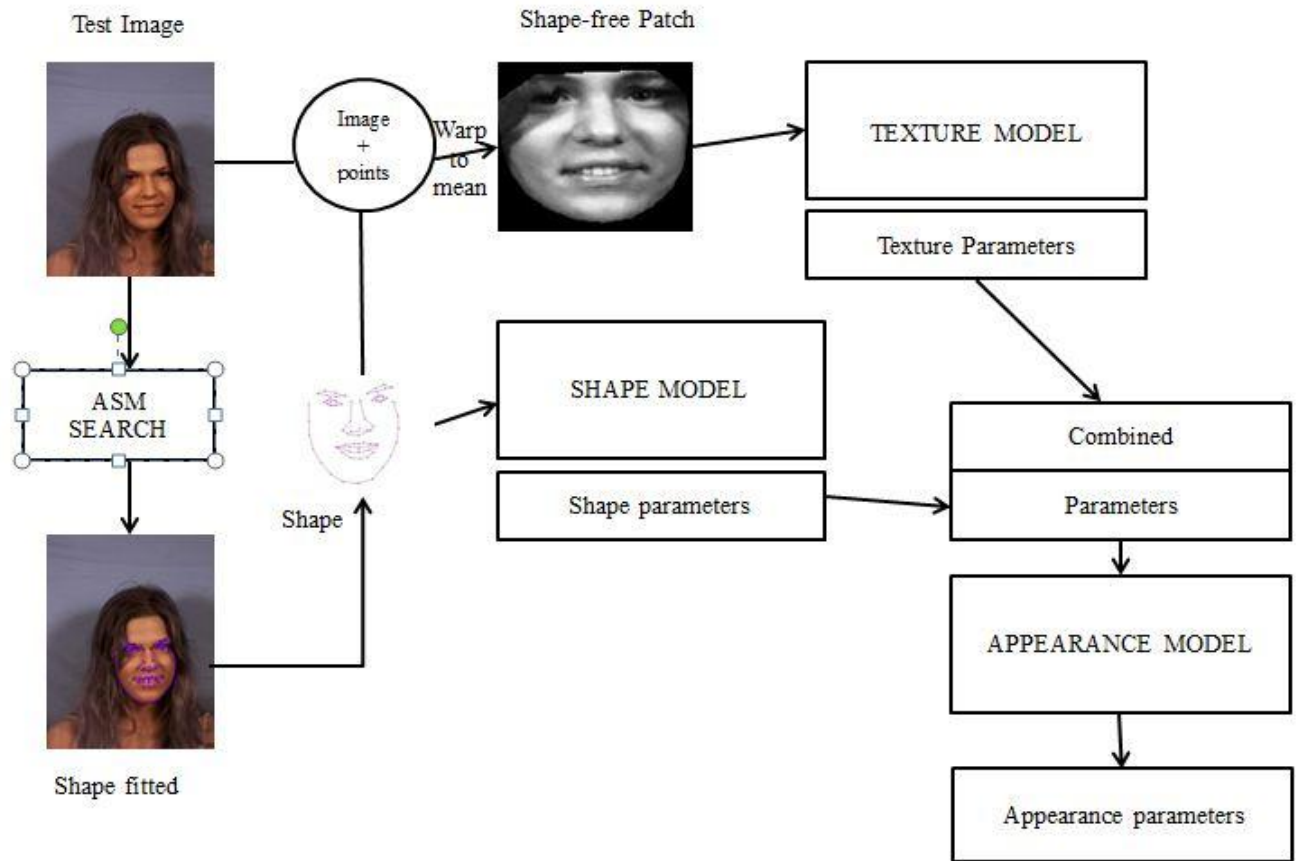 Test Image
Shape-free Patch
Image
+
points
Warp
to
mean
TEXTURE MODEL
Texture Parameters
ASM
SEARCH
SHAPE MODEL
Shape parameters
Shape
Combined
Parameters
APPEARANCE MODEL
Shape fitted
Appearance parameters